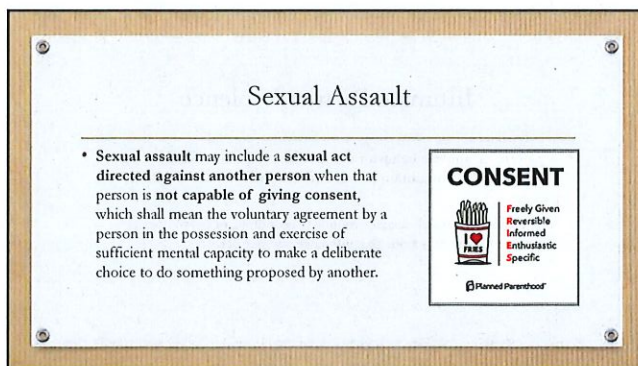 Sexual Assault
• Sexual assault may include a sexual act
directed against another person when that
person is not capable of giving consent,
which shall mean the voluntary agreement by a
person in the possession and exercise of
sufficient mental capacity to make a deliberate
choice to do something proposed by another.
CONSENT
Freely Given
Reversible
Informed
Enthusiastic
Specific
I ❤
FRIES
Planned Parenthood